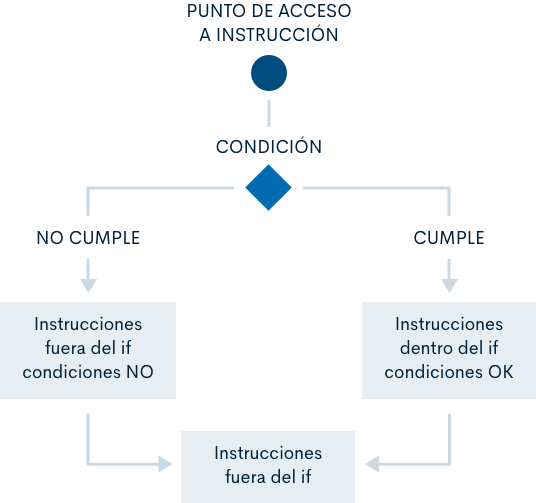 PUNTO DE ACCESO
A INSTRUCCIÓN
CONDICIÓN
NO CUMPLE
CUMPLE
Instrucciones
fuera del if
condiciones NO
Instrucciones
dentro del if
condiciones OK
Instrucciones
fuera del if